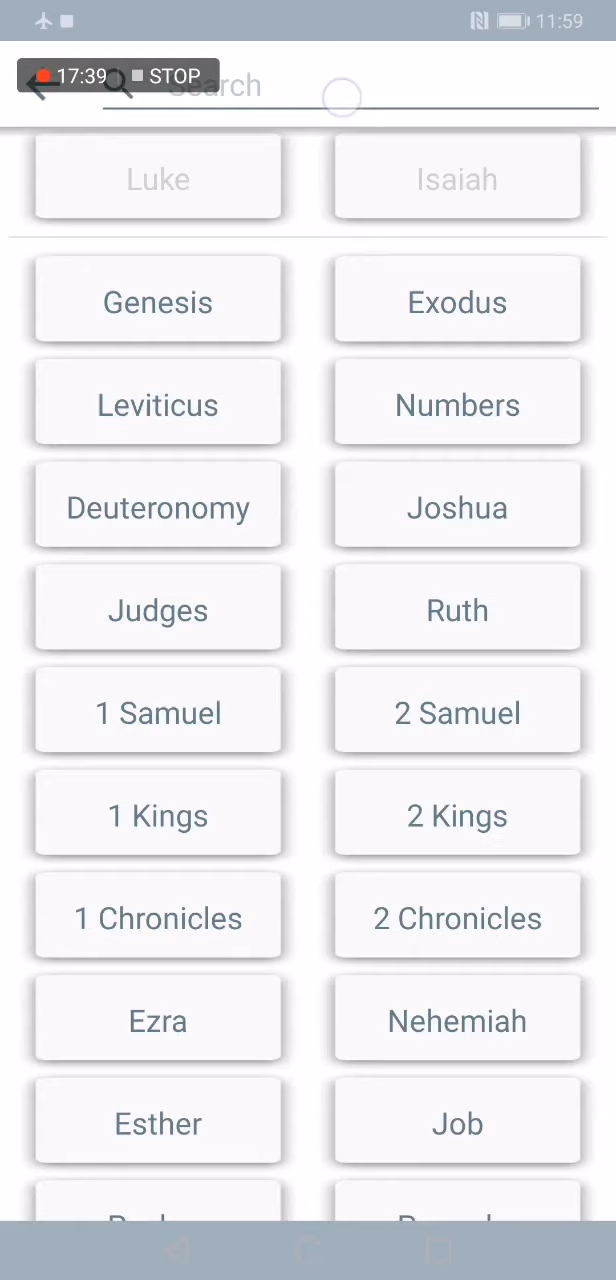 11:59
17:39 STOP
Search
Luke Isaiah
Genesis Exodus
Leviticus Numbers
Deuteronomy Joshua
Judges Ruth
1 Samuel 2 Samuel
1 Kings 2 Kings
1 Chronicles 2 Chronicles
Ezra Nehemiah
Esther Job